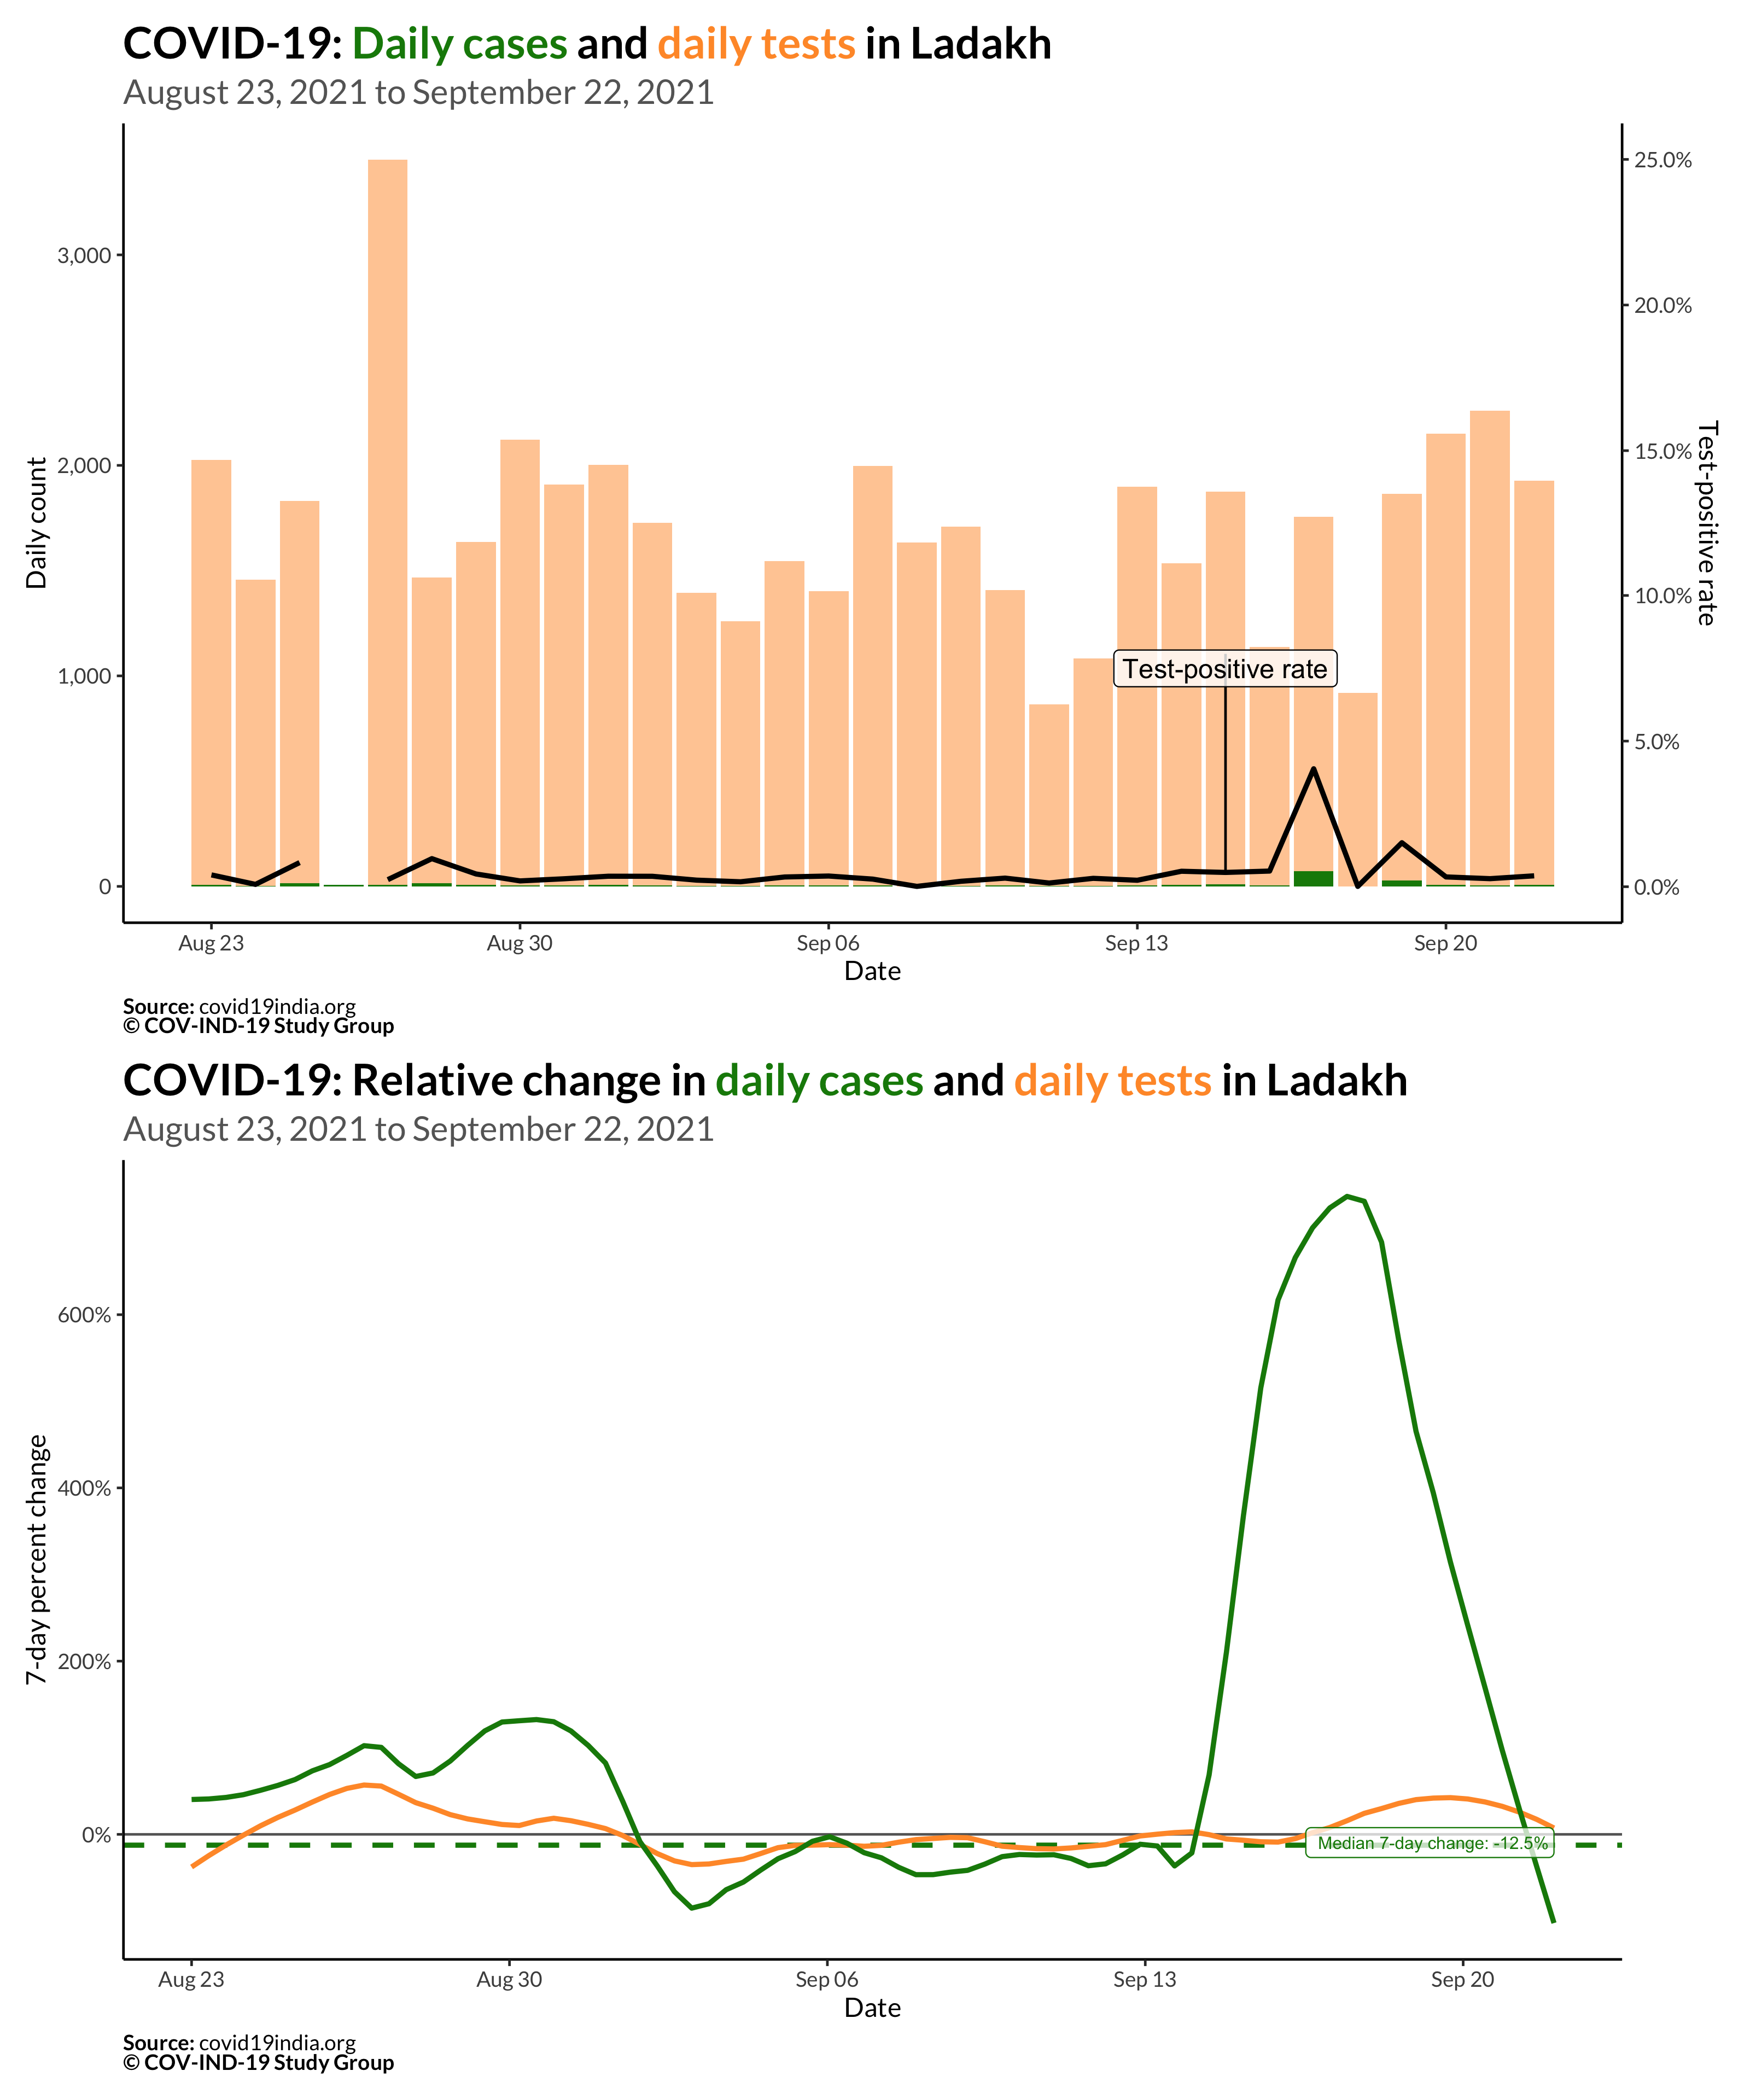 COVID-19: Daily cases and daily tests in Ladakh
August 23, 2021 to September 22, 2021
Daily count
3,000
2,000
1,000
0
25.0%
20.0%
15.0%
10.0%
5.0%
0.0%
Test-positive rate
Test-positive rate
Aug 23
Aug 30
Sep 06
Sep 13
Sep 20
Date
Source: covid19india.org
© COV-IND-19 Study Group
COVID-19: Relative change in daily cases and daily tests in Ladakh
August 23, 2021 to September 22, 2021
7-day percent change
600%
400%
200%
0%
Median 7-day change: -12.5%
Aug 23
Aug 30
Sep 06
Sep 13
Sep 20
Date
Source: covid19india.org
© COV-IND-19 Study Group